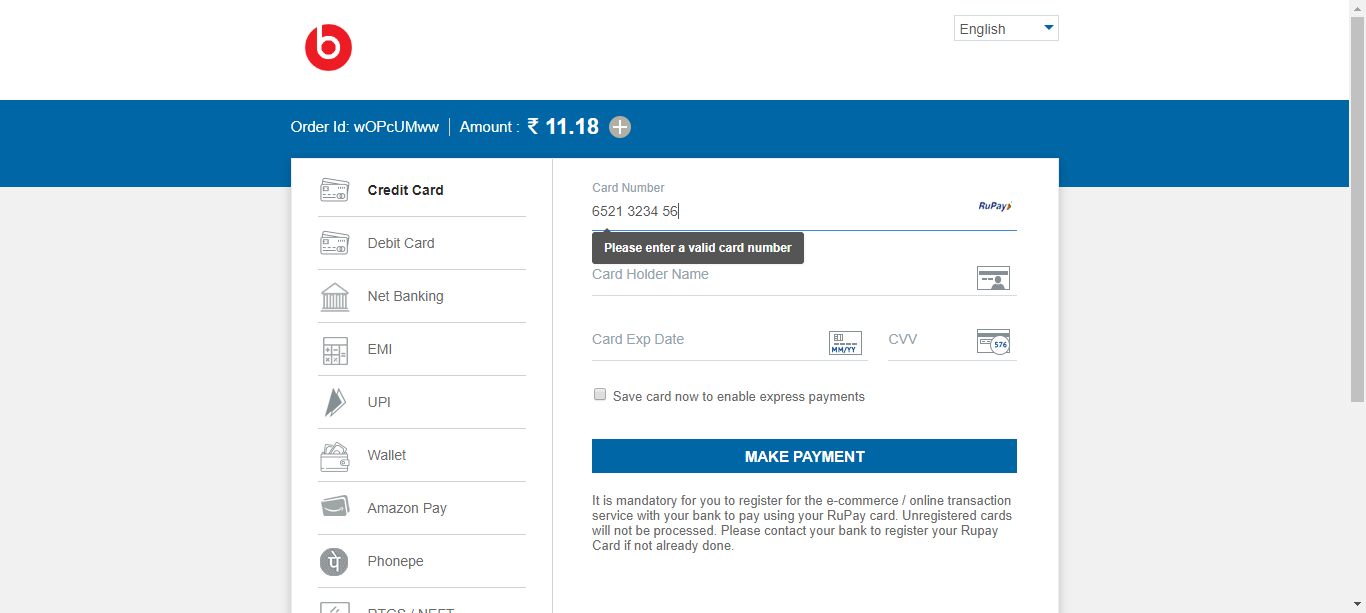 b
English
Order Id: wOPcUMww Amount : ₹ 11.18
Credit Card
Debit Card
Net Banking
EMI
UPI
Wallet
Amazon Pay
पे
Phonepe
RTGS / NEFT
Card Number
6521 3234 56
RuPay
Please enter a valid card number
Card Holder Name
Card Exp Date
MM/YY
CVV
576
Save card now to enable express payments
MAKE PAYMENT
It is mandatory for you to register for the e-commerce / online transaction
service with your bank to pay using your RuPay card. Unregistered cards
will not be processed. Please contact your bank to register your Rupay
Card if not already done.